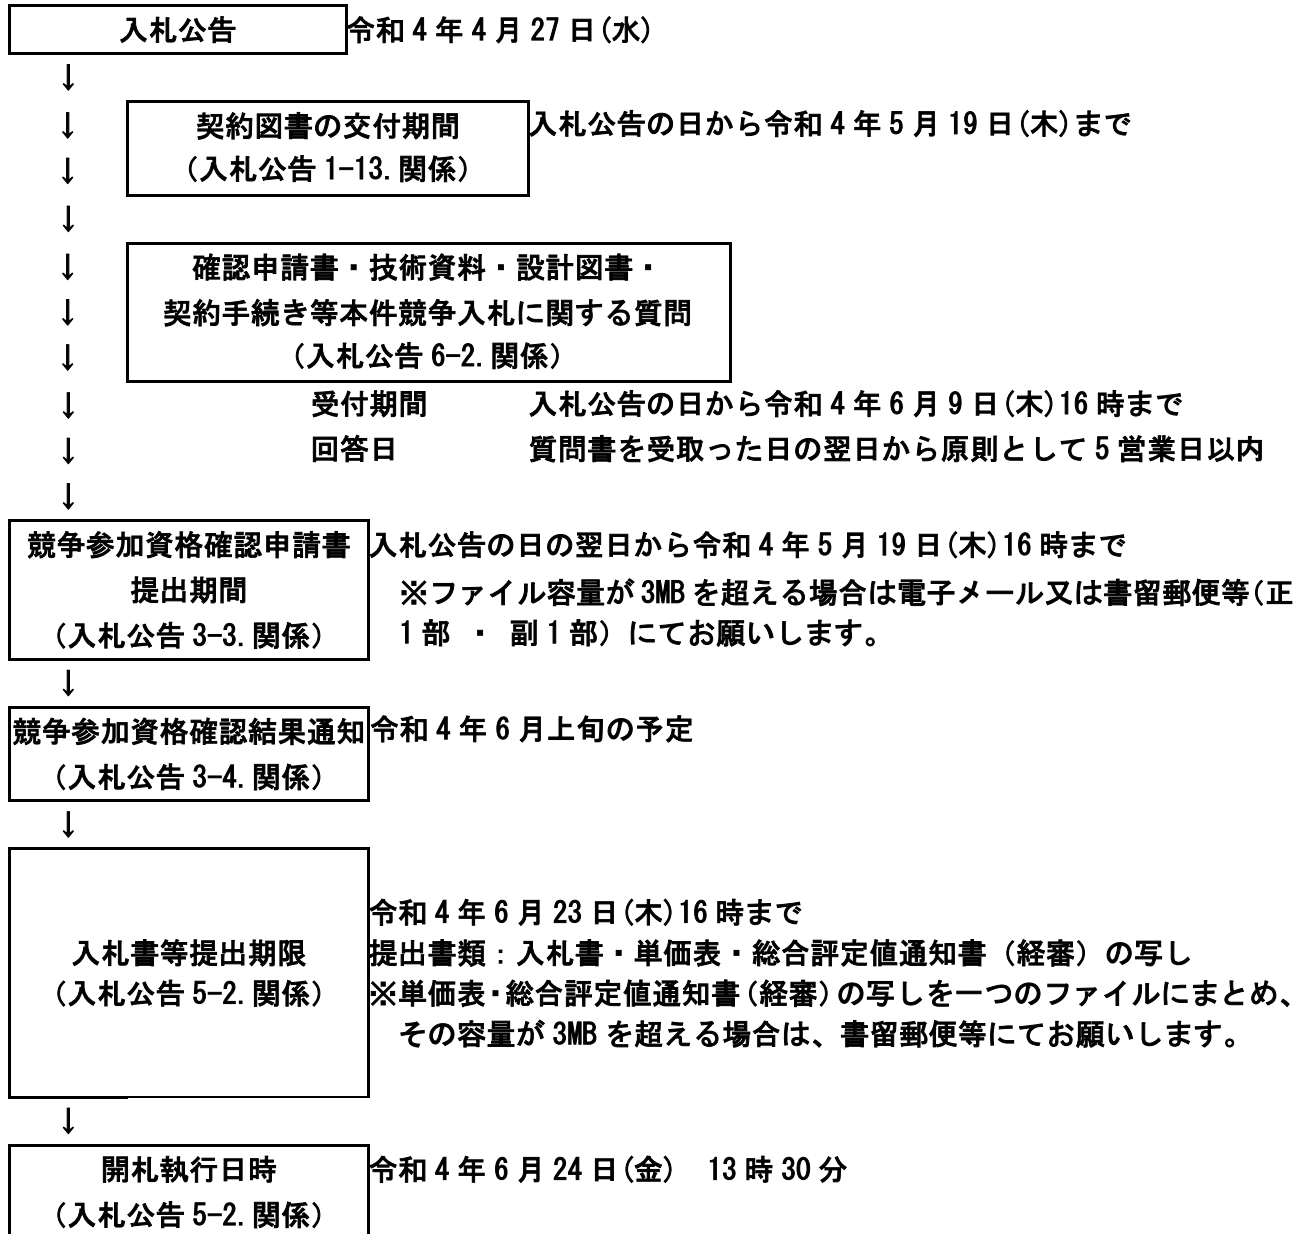 入札公告 令和4年4月27日(水)
↓
↓ 契約図書の交付期間 入札公告の日から令和4年5月19日(木)まで
↓ (入札公告1-13.関係)
↓
↓ 確認申請書・技術資料・設計図書・
↓ 契約手続き等本件競争入札に関する質問
↓ (入札公告6-2.関係)
↓ 受付期間 入札公告の日から令和4年6月9日(木)16時まで
↓ 回答日 質問書を受取った日の翌日から原則として5営業日以内
↓
競争参加資格確認申請書 入札公告の日の翌日から令和4年5月19日(木)16時まで
提出期間 ※ファイル容量が3MBを超える場合は電子メール又は書留郵便等(正
(入札公告3-3.関係) 1部 ・ 副1部) にてお願いします。
↓
競争参加資格確認結果通知 令和4年6月上旬の予定
(入札公告3-4.関係)
↓
令和4年6月23日(木)16時まで
入札書等提出期限 提出書類:入札書・単価表・総合評定値通知書(経審)の写し
(入札公告5-2.関係) ※単価表・総合評定値通知書(経審)の写しを一つのファイルにまとめ、
その容量が3MBを超える場合は、書留郵便等にてお願いします。
↓
開札執行日時 令和4年6月24日(金) 13時30分
(入札公告5-2.関係)